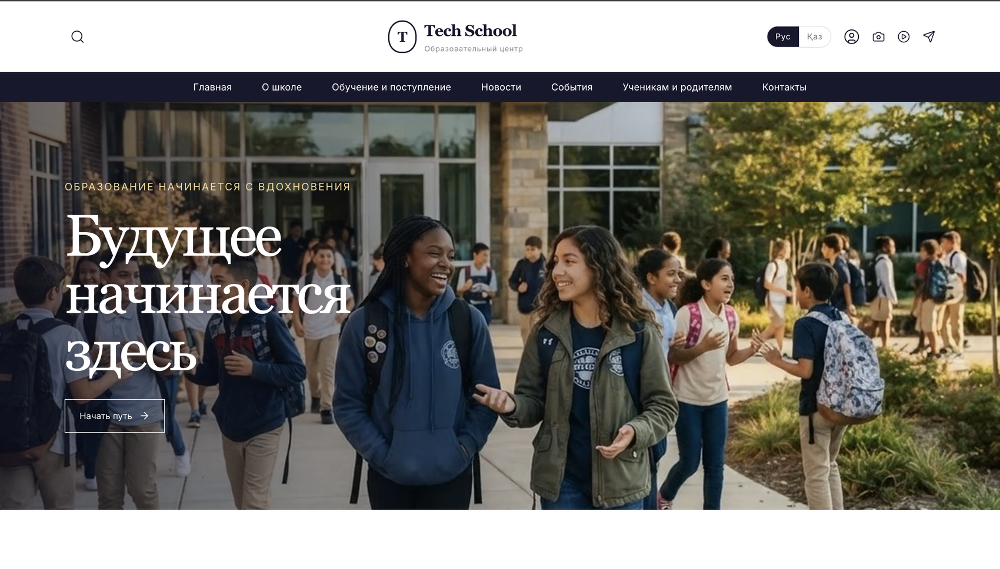 T
Tech School
Образовательный центр
Рус Қаз
Главная О школе Обучение и поступление Новости События Ученикам и родителям Контакты
ОБРАЗОВАНИЕ НАЧИНАЕТСЯ С ВДОХНОВЕНИЯ
Будущее
начинается
здесь
Начать путь